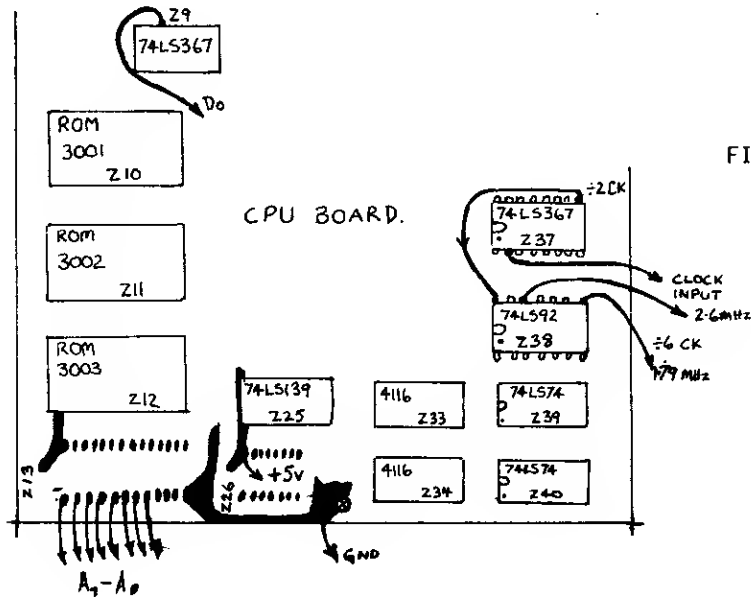 Z9
74LS367
D0
ROM
3001
Z10
FI
÷2 CK
CPU BOARD.
74LS367
Z37
ROM
3002
Z11
CLOCK
INPUT
2.6mHz
74LS92
Z38
÷6 CK
1.79 MHz
ROM
3003
Z12
74LS139
Z25
4116
Z33
74LS74
Z39
Z13
+5v
Z26
4116
Z34
74LS74
Z40
GND
A7-A0